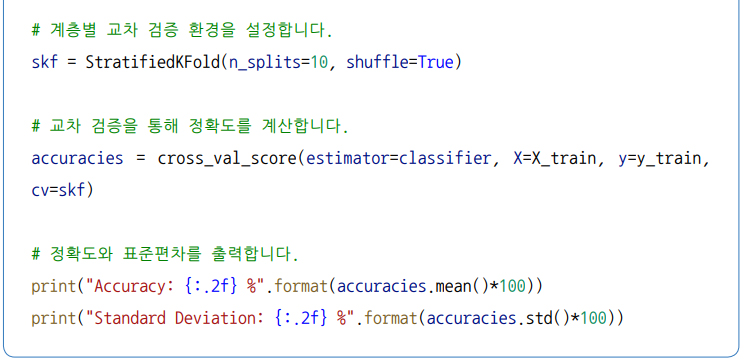 # 계층별 교차 검증 환경을 설정합니다.
skf = StratifiedKFold(n_splits=10, shuffle=True)
# 교차 검증을 통해 정확도를 계산합니다.
accuracies = cross_val_score(estimator=classifier, X=X_train, y=y_train,
cv=skf)
# 정확도와 표준편차를 출력합니다.
print("Accuracy: {:.2f} %".format(accuracies.mean()*100))
print("Standard Deviation: {:.2f} %".format(accuracies.std()*100))